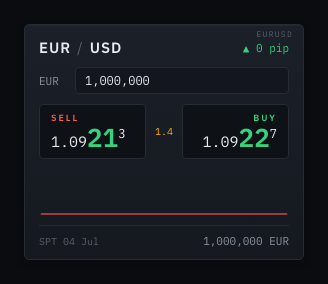 EURUSD
EUR / USD
▲ 0 pip
EUR 1,000,000
SELL BUY
1.09213 1.4 1.09227
SPT 04 Jul 1,000,000 EUR